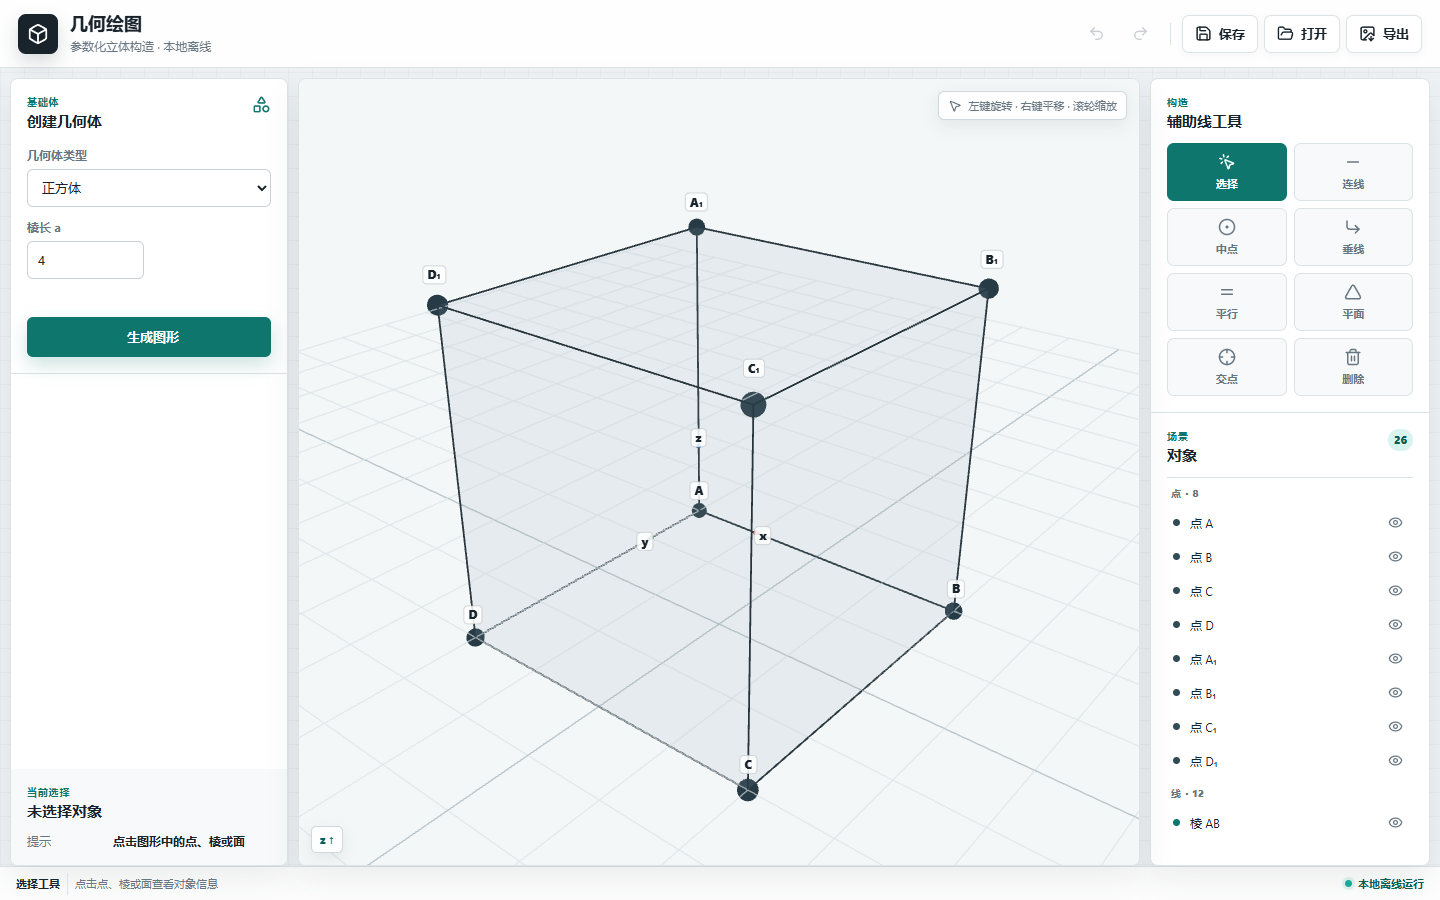 几何绘图
参数化立体构造 · 本地离线
保存
打开
导出
基础体
创建几何体
几何体类型
正方体
棱长 a
4
生成图形
当前选择
未选择对象
提示
点击图形中的点、棱或面
左键旋转 · 右键平移 · 滚轮缩放
A₁
B₁
D₁
C₁
z
A
y
x
B
D
C
z ↑
构造
辅助线工具
选择
连线
中点
垂线
平行
平面
交点
删除
场景
对象
26
点 · 8
点 A
点 B
点 C
点 D
点 A₁
点 B₁
点 C₁
点 D₁
线 · 12
棱 AB
选择工具
点击点、棱或面查看对象信息
本地离线运行